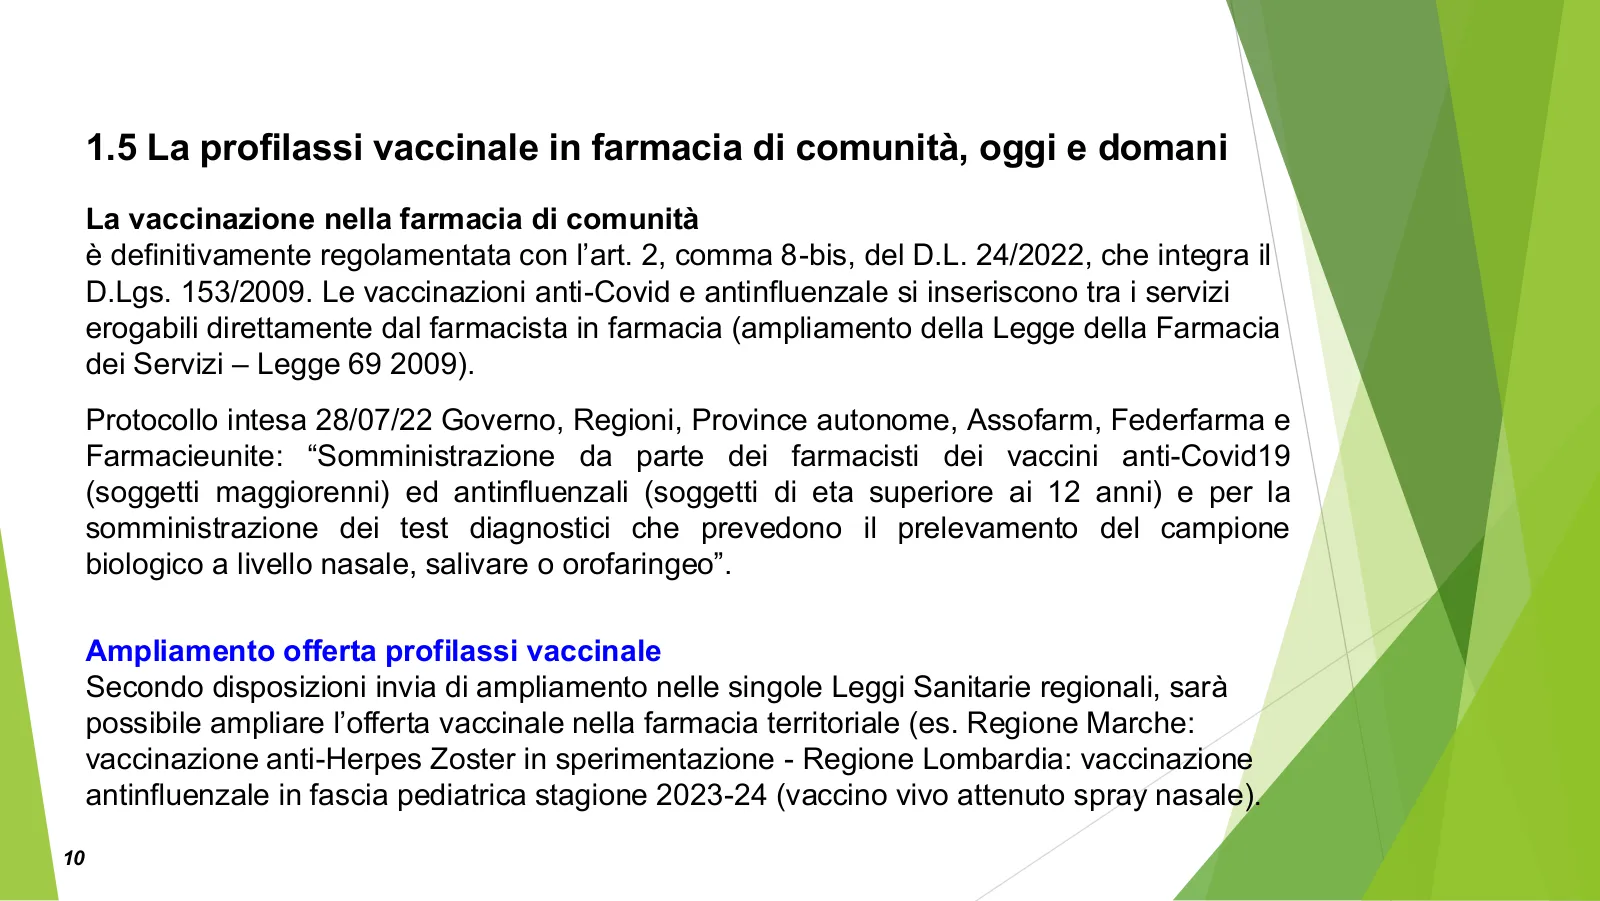 1.5 La profilassi vaccinale in farmacia di comunità, oggi e domani
La vaccinazione nella farmacia di comunità
è definitivamente regolamentata con l’art. 2, comma 8-bis, del D.L. 24/2022, che integra il
D.Lgs. 153/2009. Le vaccinazioni anti-Covid e antinfluenzale si inseriscono tra i servizi
erogabili direttamente dal farmacista in farmacia (ampliamento della Legge della Farmacia
dei Servizi – Legge 69 2009).
Protocollo intesa 28/07/22 Governo, Regioni, Province autonome, Assofarm, Federfarma e
Farmacieunite: “Somministrazione da parte dei farmacisti dei vaccini anti-Covid19
(soggetti maggiorenni) ed antinfluenzali (soggetti di eta superiore ai 12 anni) e per la
somministrazione dei test diagnostici che prevedono il prelevamento del campione
biologico a livello nasale, salivare o orofaringeo”.
Ampliamento offerta profilassi vaccinale
Secondo disposizioni invia di ampliamento nelle singole Leggi Sanitarie regionali, sarà
possibile ampliare l’offerta vaccinale nella farmacia territoriale (es. Regione Marche:
vaccinazione anti-Herpes Zoster in sperimentazione - Regione Lombardia: vaccinazione
antinfluenzale in fascia pediatrica stagione 2023-24 (vaccino vivo attenuto spray nasale).
10